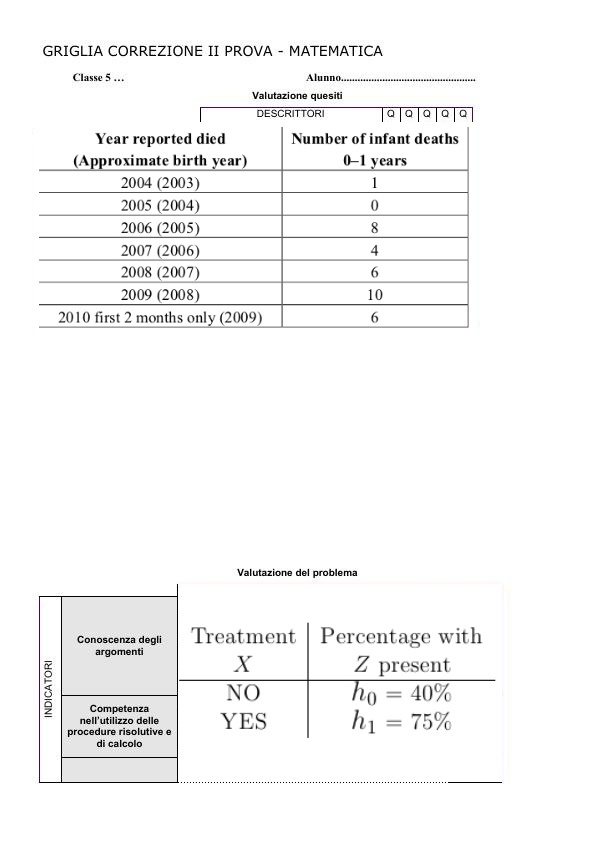 GRIGLIA CORREZIONE II PROVA - MATEMATICA
Classe 5 … Alunno.................................................
Valutazione quesiti
DESCRITTORI Q Q Q Q Q
Year reported died Number of infant deaths
(Approximate birth year) 0–1 years
2004 (2003) 1
2005 (2004) 0
2006 (2005) 8
2007 (2006) 4
2008 (2007) 6
2009 (2008) 10
2010 first 2 months only (2009) 6
Valutazione del problema
INDICATORI
Conoscenza degli
argomenti
Competenza
nell'utilizzo delle
procedure risolutive e
di calcolo
Treatment Percentage with
X Z present
NO h₀ = 40%
YES h₁ = 75%